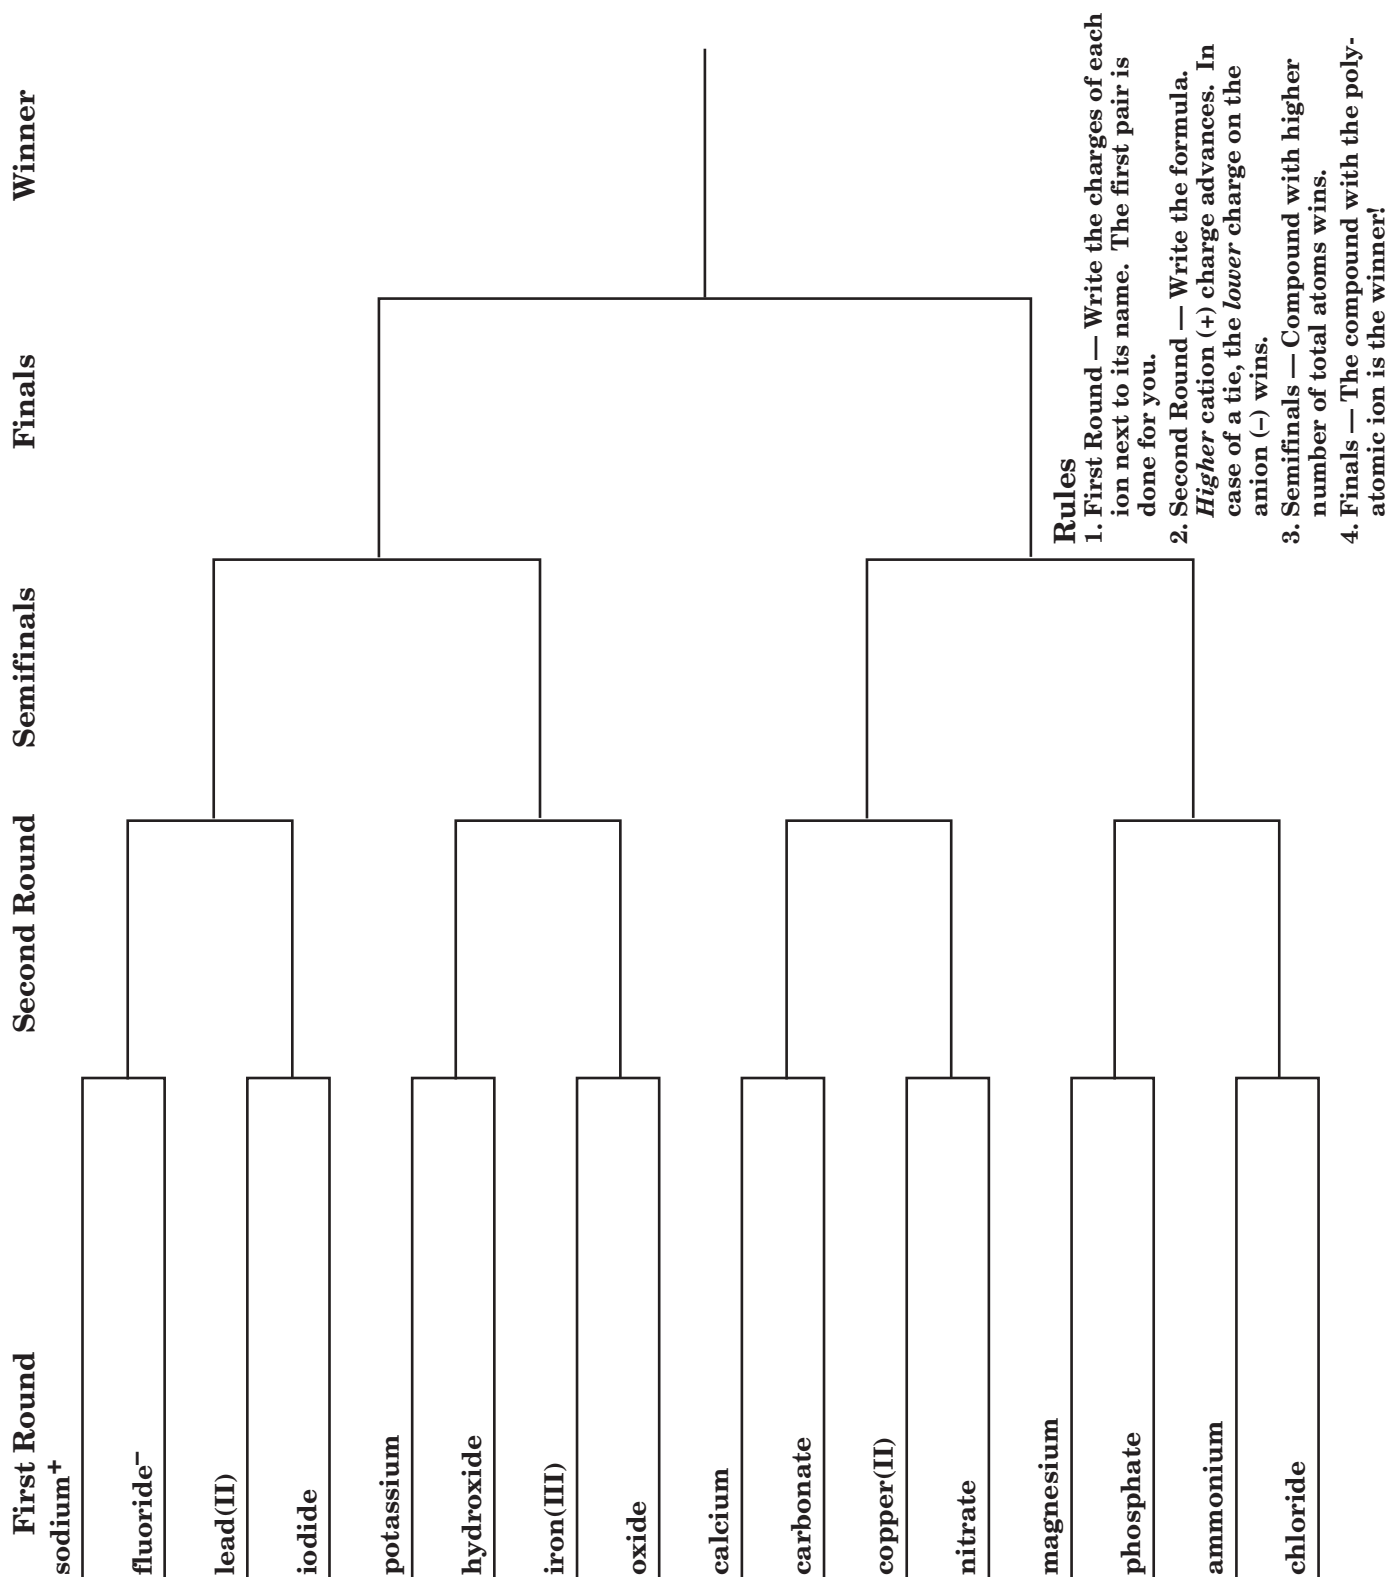 First Round
Second Round
Semifinals
Finals
Winner
sodium+
fluoride–
lead(II)
iodide
potassium
hydroxide
iron(III)
oxide
calcium
carbonate
copper(II)
nitrate
magnesium
phosphate
ammonium
chloride
Rules
1. First Round — Write the charges of each
ion next to its name. The first pair is
done for you.
2. Second Round — Write the formula.
Higher cation (+) charge advances. In
case of a tie, the lower charge on the
anion (–) wins.
3. Semifinals — Compound with higher
number of total atoms wins.
4. Finals — The compound with the poly-
atomic ion is the winner!